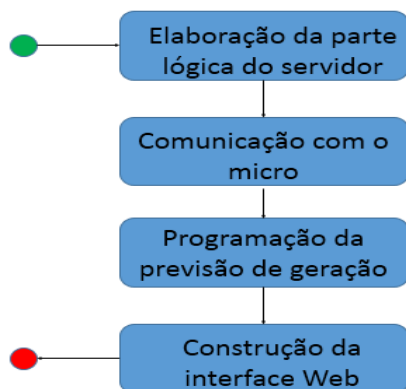 Elaboração da parte
lógica do servidor
Comunicação com o
micro
Programação da
previsão de geração
Construção da
interface Web